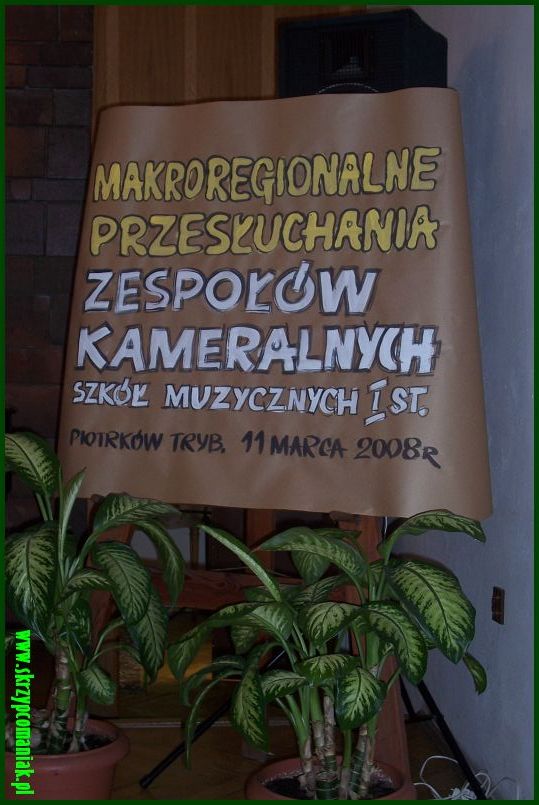 MAKROREGIONALNE
PRZESŁUCHANIA
ZESPOŁÓW
KAMERALNYCH
SZKÓŁ MUZYCZNYCH I ST.
PIOTRKÓW TRYB. 11 MARCA 2008R
www.skrzypcomaniak.pl